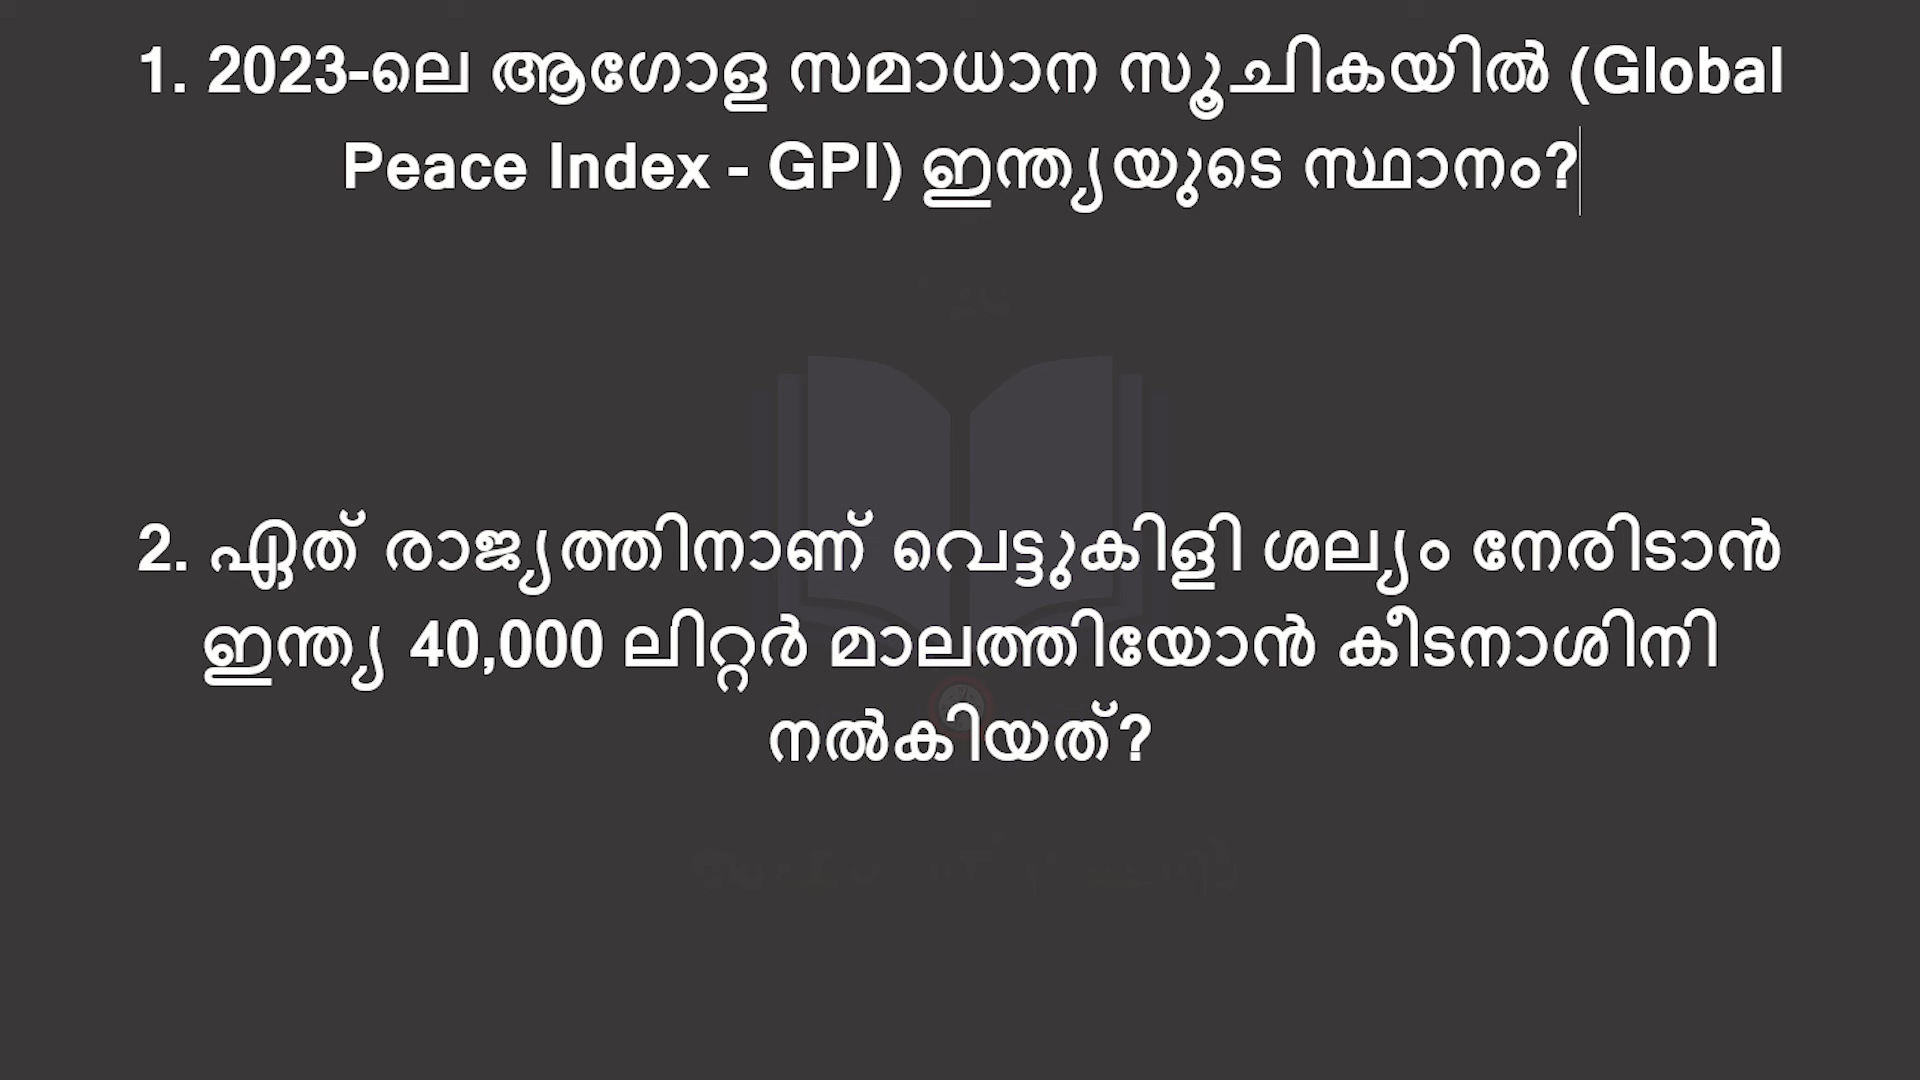 1. 2023-ലെ ആഗോള സമാധാന സൂചികയിൽ (Global
Peace Index - GPI) ഇന്ത്യയുടെ സ്ഥാനം?
2. ഏത് രാജ്യത്തിനാണ് വെട്ടുകിളി ശല്യം നേരിടാൻ
ഇന്ത്യ 40,000 ലിറ്റർ മാലത്തിയോൻ കീടനാശിനി
നൽകിയത്?